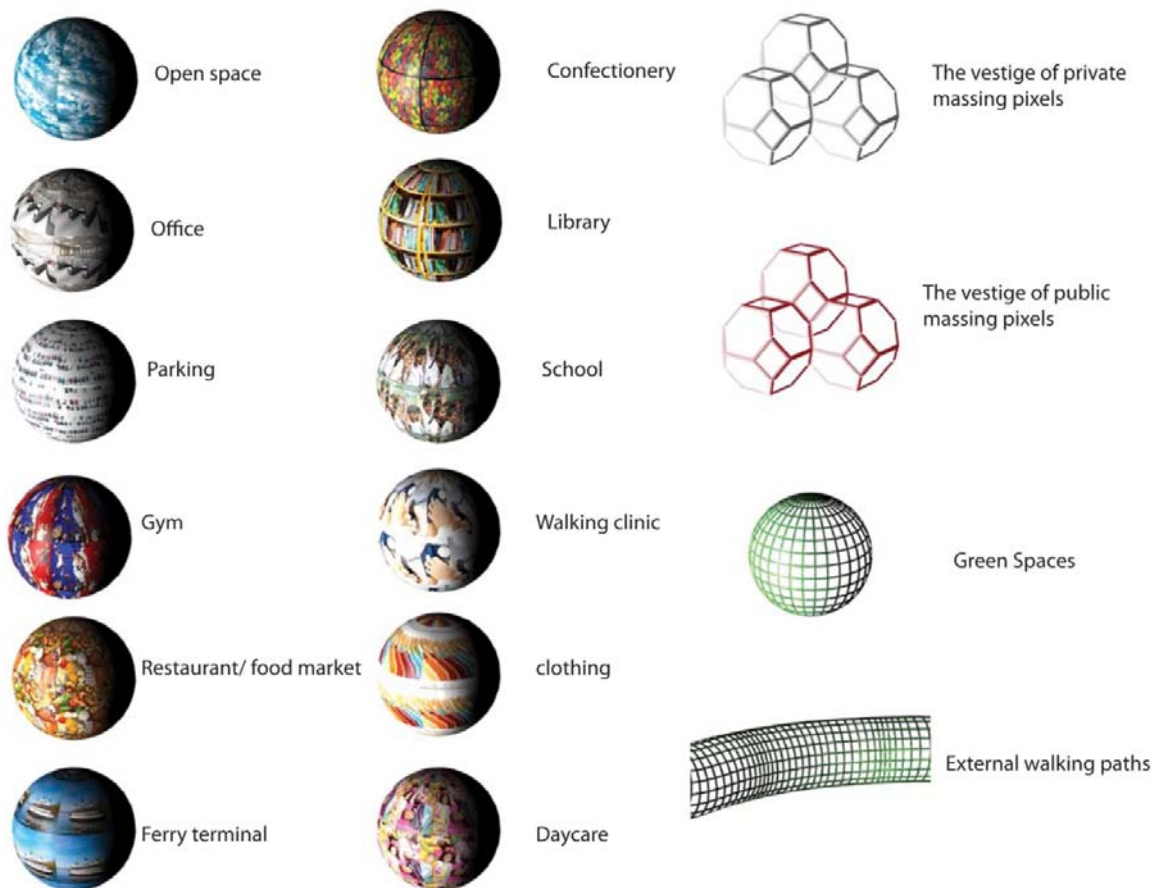 Open space
Office
Parking
Gym
Restaurant/ food market
Ferry terminal
Confectionery
Library
School
Walking clinic
clothing
Daycare
The vestige of private
massing pixels
The vestige of public
massing pixels
Green Spaces
External walking paths